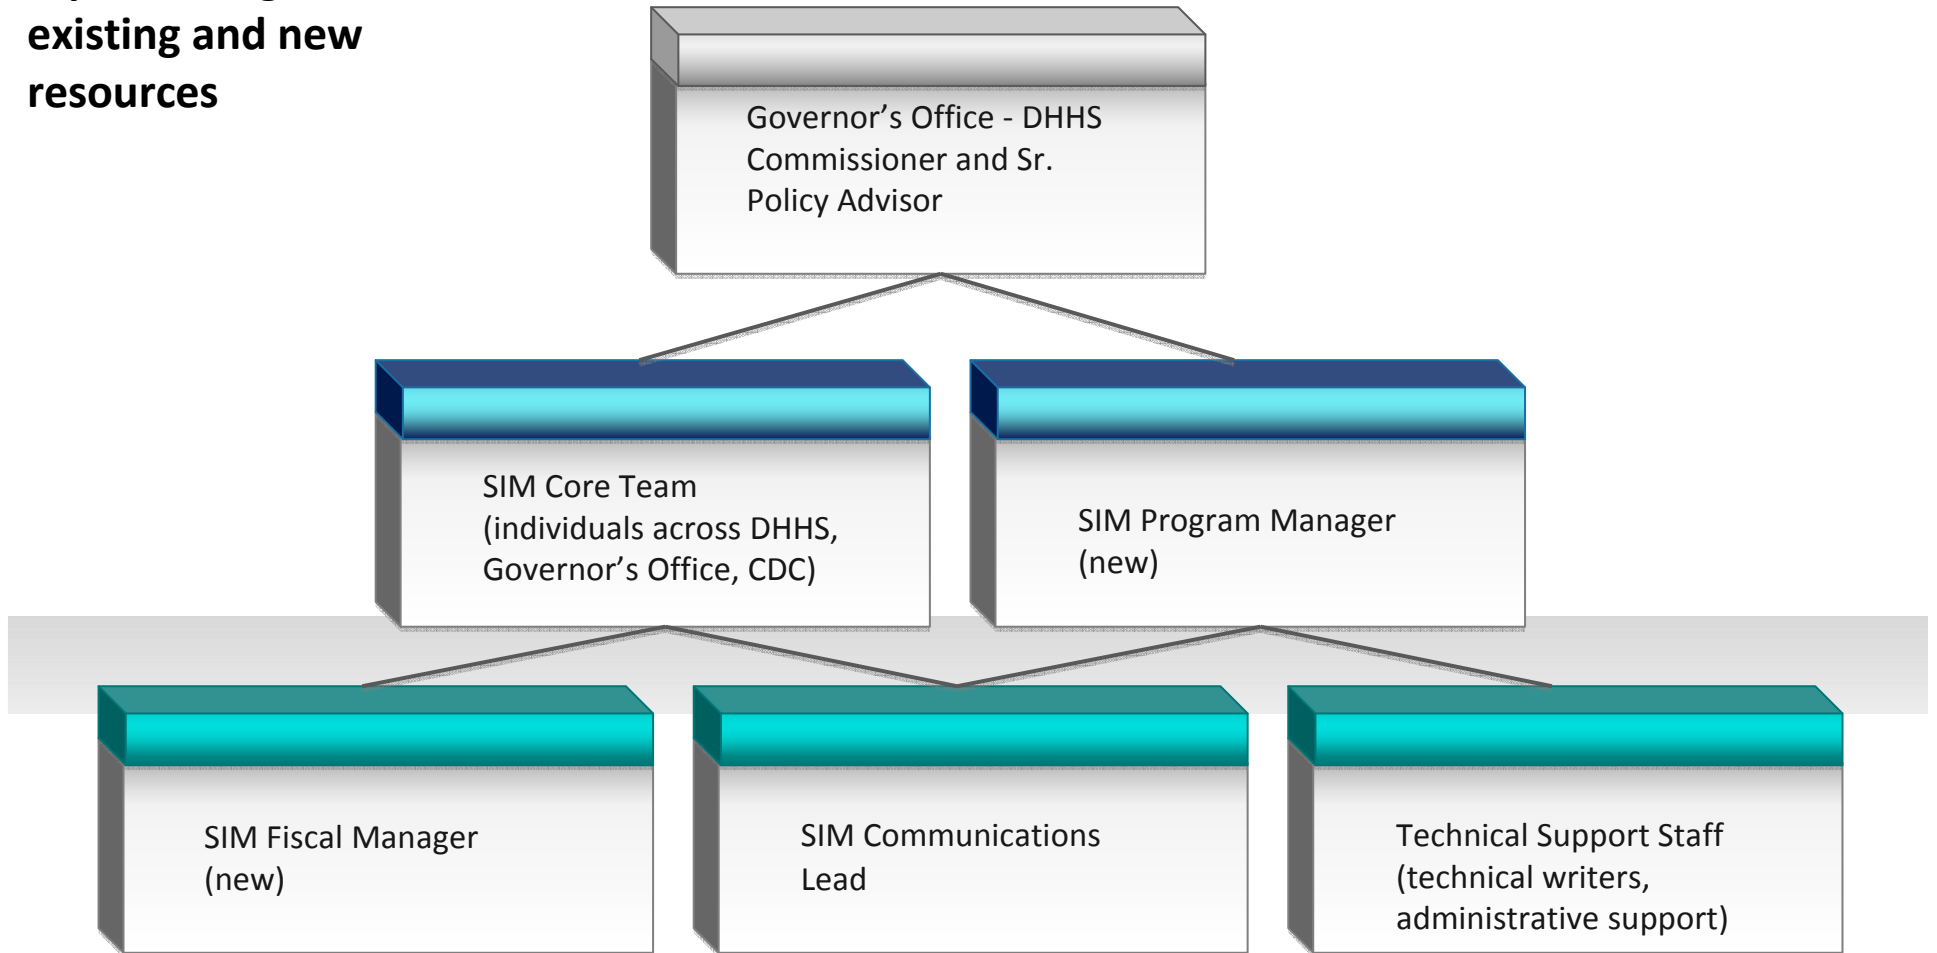 existing and new
resources
Governor’s Office - DHHS
Commissioner and Sr.
Policy Advisor
SIM Core Team
(individuals across DHHS,
Governor’s Office, CDC)
SIM Program Manager
(new)
SIM Fiscal Manager
(new)
SIM Communications
Lead
Technical Support Staff
(technical writers,
administrative support)